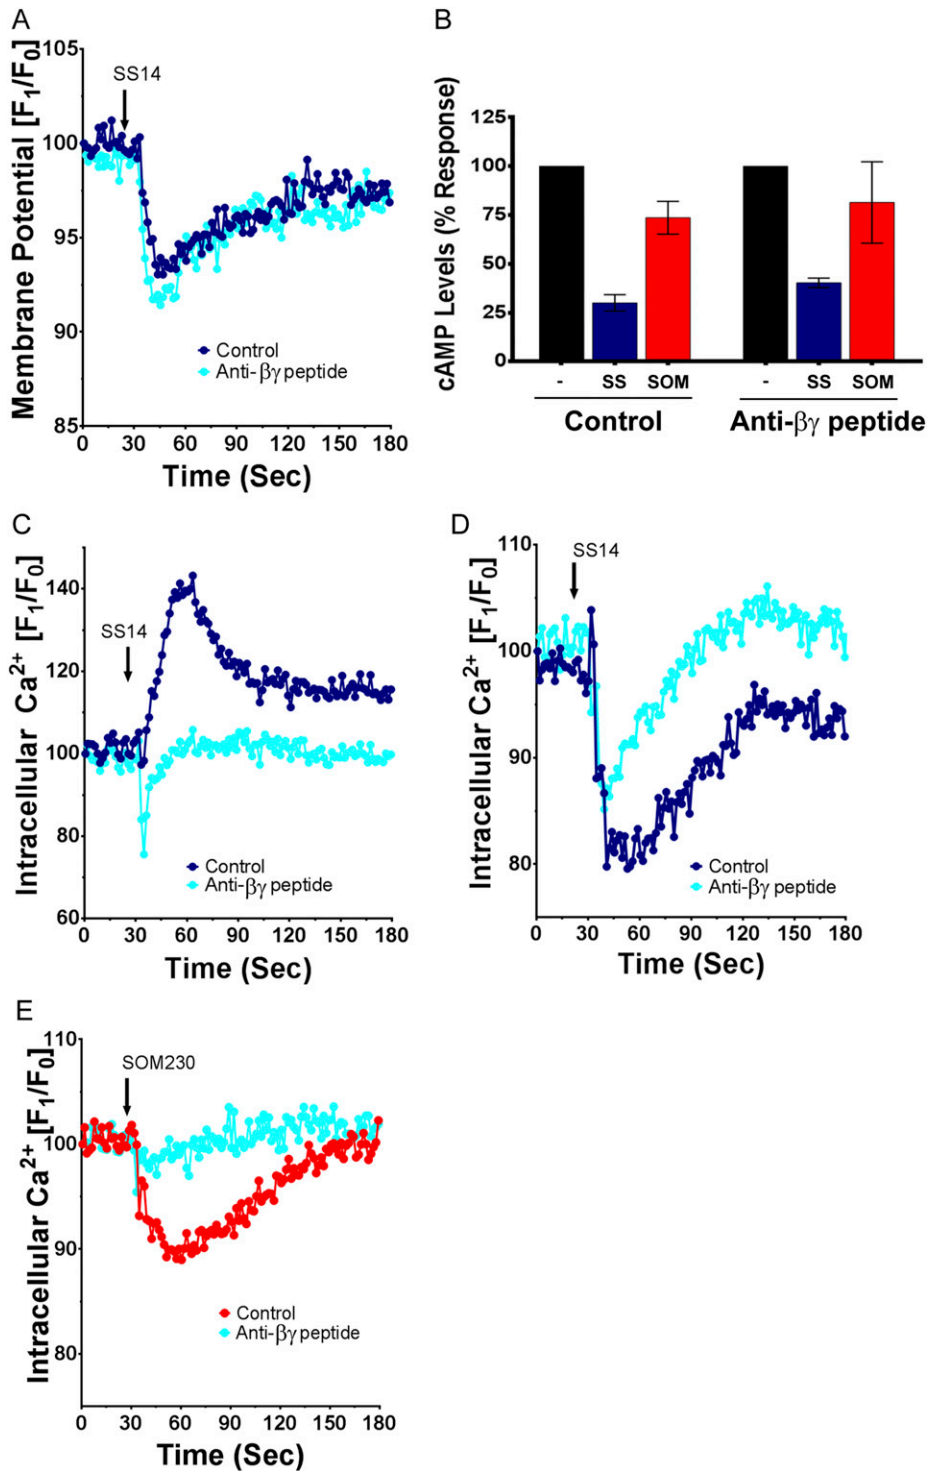 A
Membrane Potential [F1/F0]
105
100
95
90
85
SS14
Control
Anti-βγ peptide
0 30 60 90 120 150 180
Time (Sec)
B
cAMP Levels (% Response)
125
100
75
50
25
0
- SS SOM - SS SOM
Control Anti-βγ peptide
C
Intracellular Ca2+ [F1/F0]
140
120
100
80
60
SS14
Control
Anti-βγ peptide
0 30 60 90 120 150 180
Time (Sec)
D
Intracellular Ca2+ [F1/F0]
110
100
90
80
SS14
Control
Anti-βγ peptide
0 30 60 90 120 150 180
Time (Sec)
E
Intracellular Ca2+ [F1/F0]
110
100
90
80
SOM230
Control
Anti-βγ peptide
0 30 60 90 120 150 180
Time (Sec)